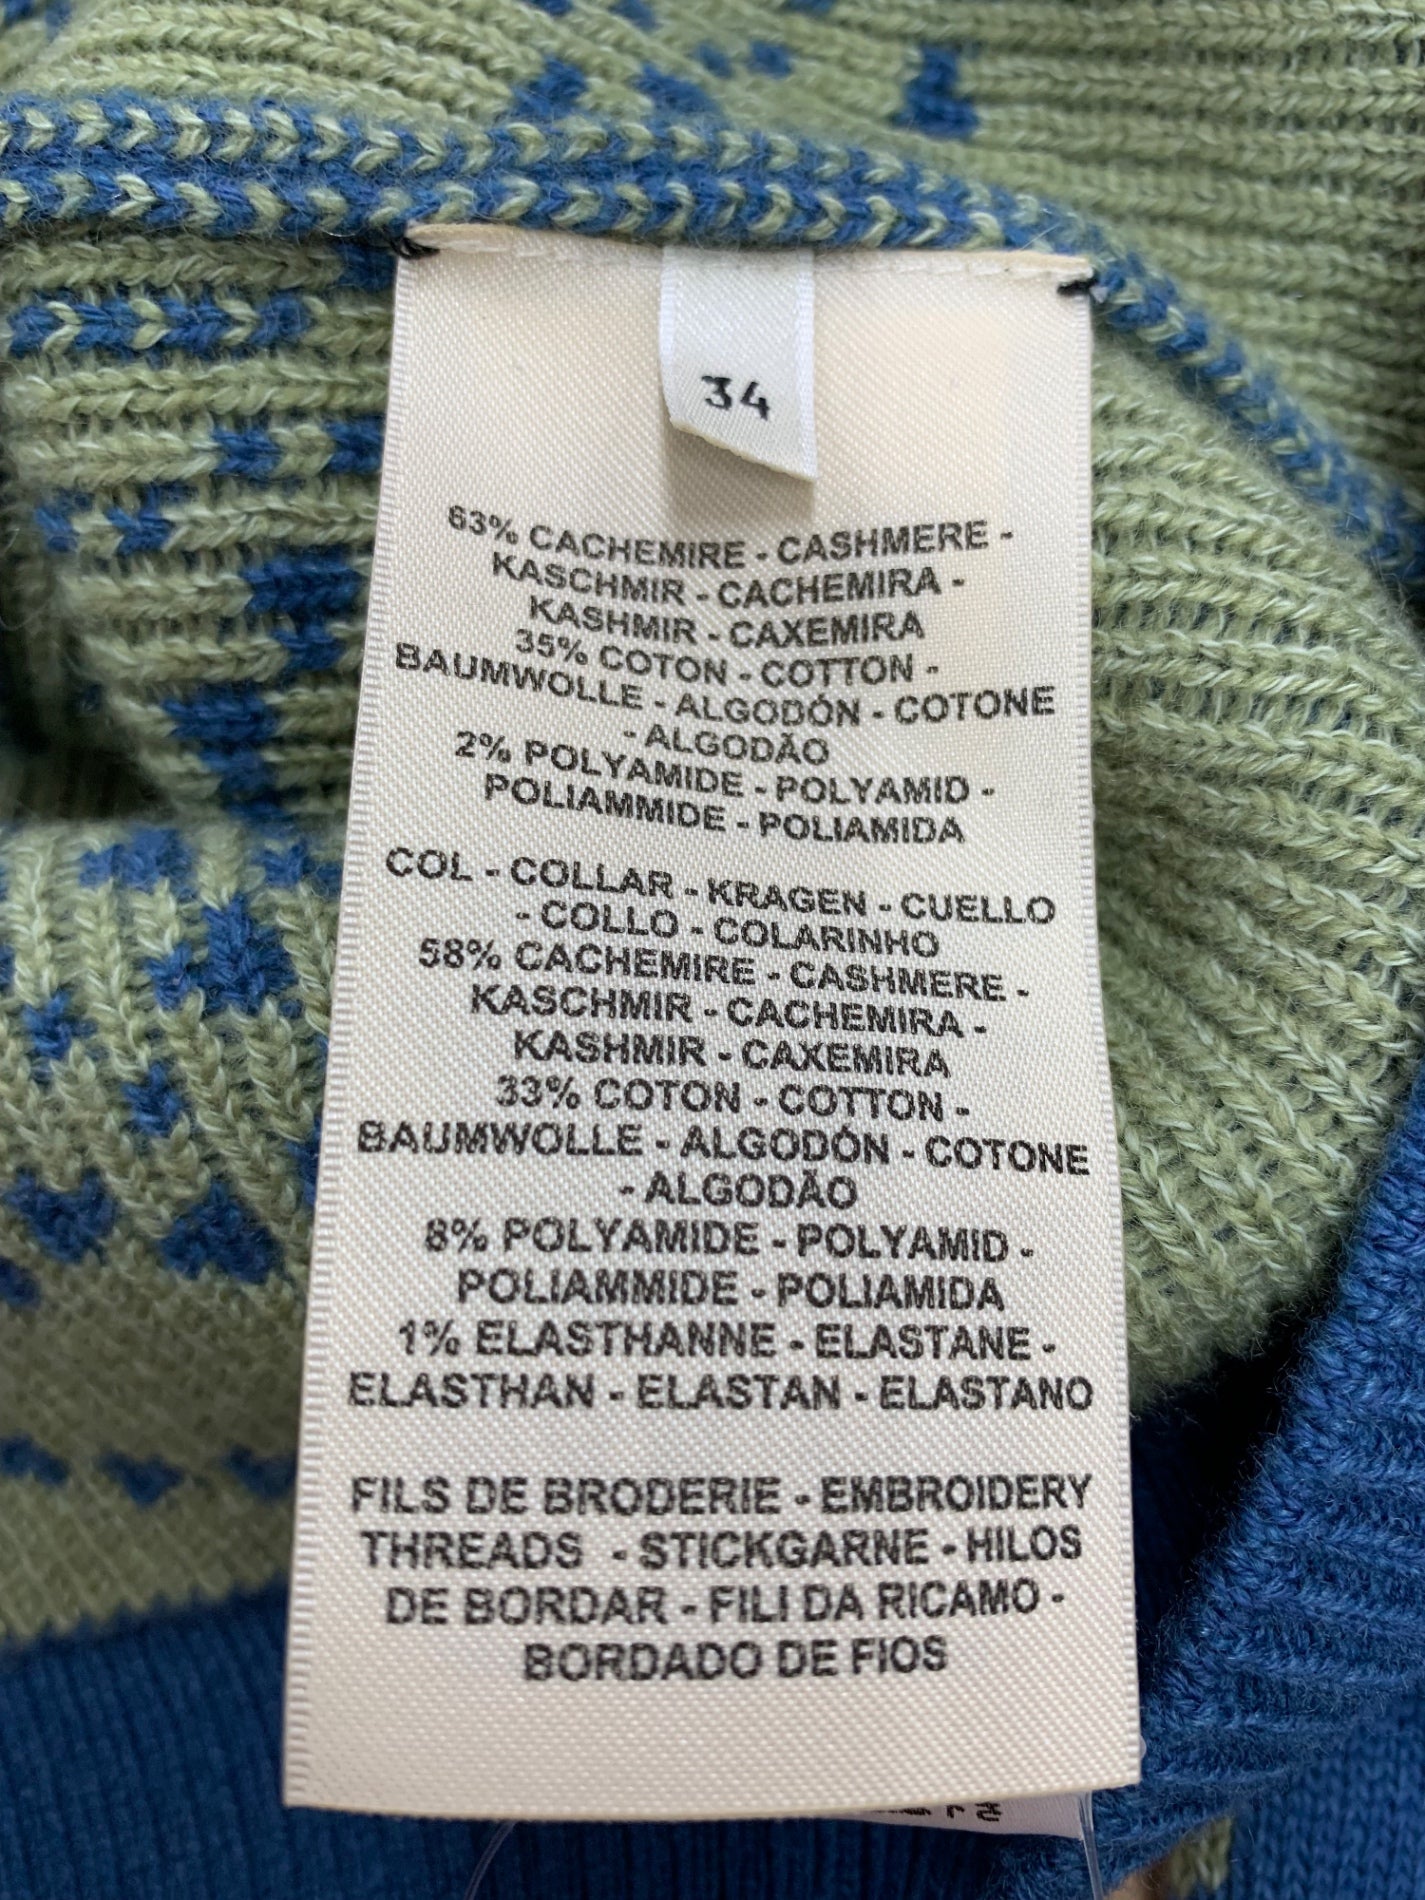 34
63% CACHEMIRE - CASHMERE -
KASCHMIR - CACHEMIRA -
KASHMIR - CAXEMIRA
35% COTON - COTTON -
BAUMWOLLE - ALGODÓN - COTONE
- ALGODÃO
2% POLYAMIDE - POLYAMID -
POLIAMMIDE - POLIAMIDA
COL - COLLAR - KRAGEN - CUELLO
- COLLO - COLARINHO
58% CACHEMIRE - CASHMERE -
KASCHMIR - CACHEMIRA -
KASHMIR - CAXEMIRA
33% COTON - COTTON -
BAUMWOLLE - ALGODÓN - COTONE
- ALGODÃO
8% POLYAMIDE - POLYAMID -
POLIAMMIDE - POLIAMIDA
1% ELASTHANNE - ELASTANE -
ELASTHAN - ELASTAN - ELASTANO
FILS DE BRODERIE - EMBROIDERY
THREADS - STICKGARNE - HILOS
DE BORDAR - FILI DA RICAMO -
BORDADO DE FIOS